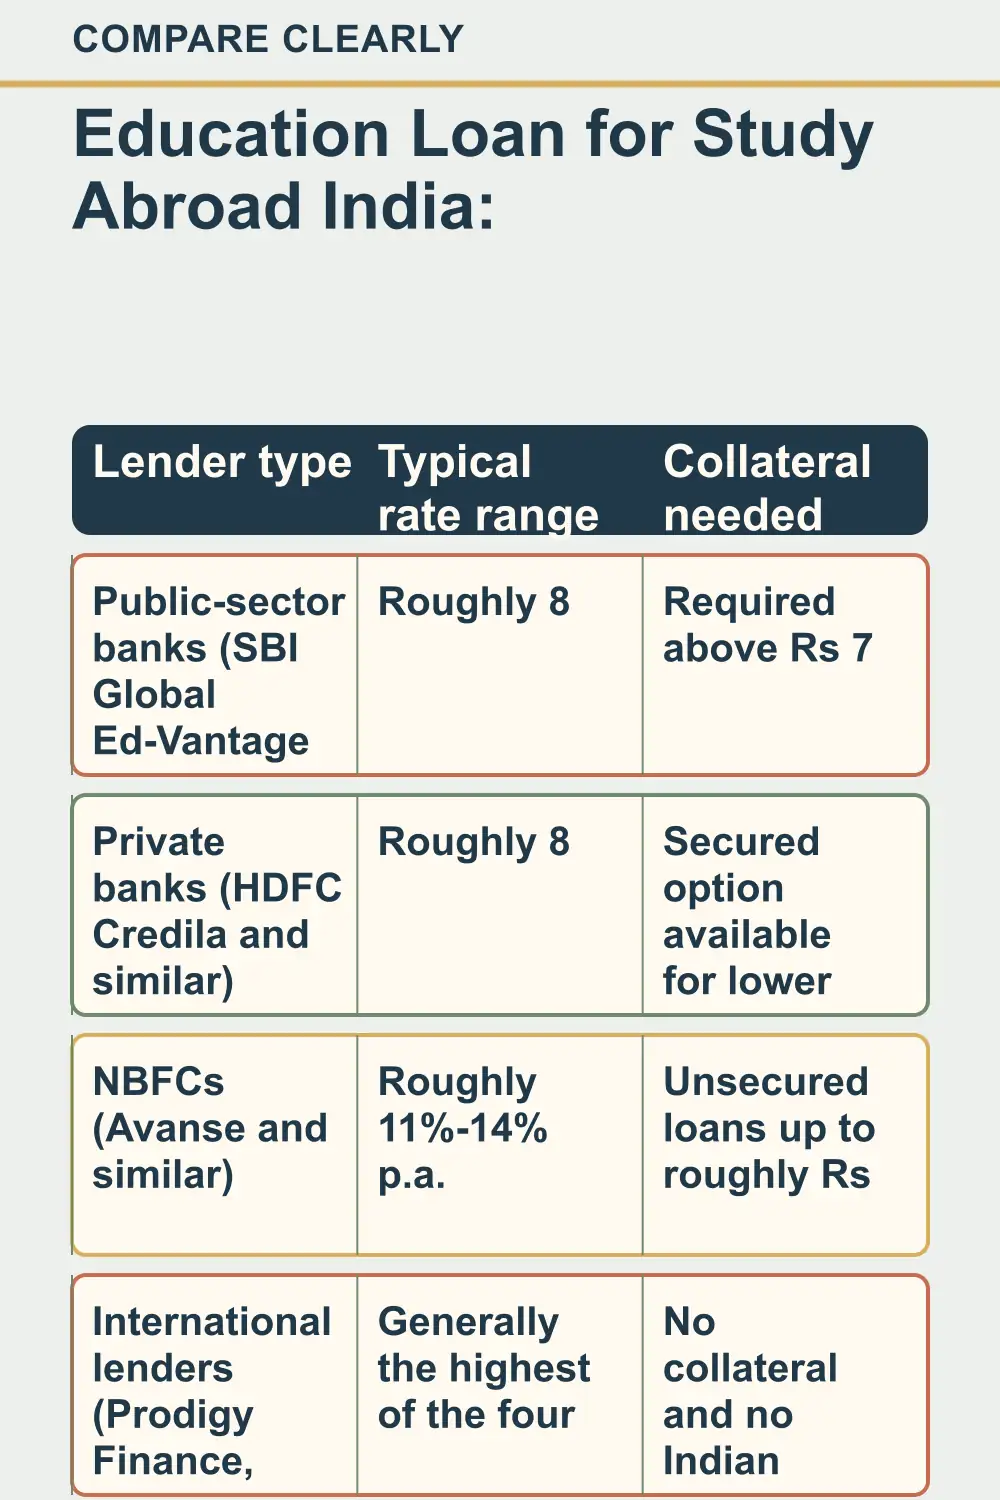 COMPARE CLEARLY
Education Loan for Study
Abroad India:
Lender type
Typical
rate range
Collateral
needed
Public-sector
banks (SBI
Global
Ed-Vantage
Roughly 8
Required
above Rs 7
Private
banks (HDFC
Credila and
similar)
Roughly 8
Secured
option
available
for lower
NBFCs
(Avanse and
similar)
Roughly
11%-14%
p.a.
Unsecured
loans up to
roughly Rs
International
lenders
(Prodigy
Finance,
Generally
the highest
of the four
No
collateral
and no
Indian